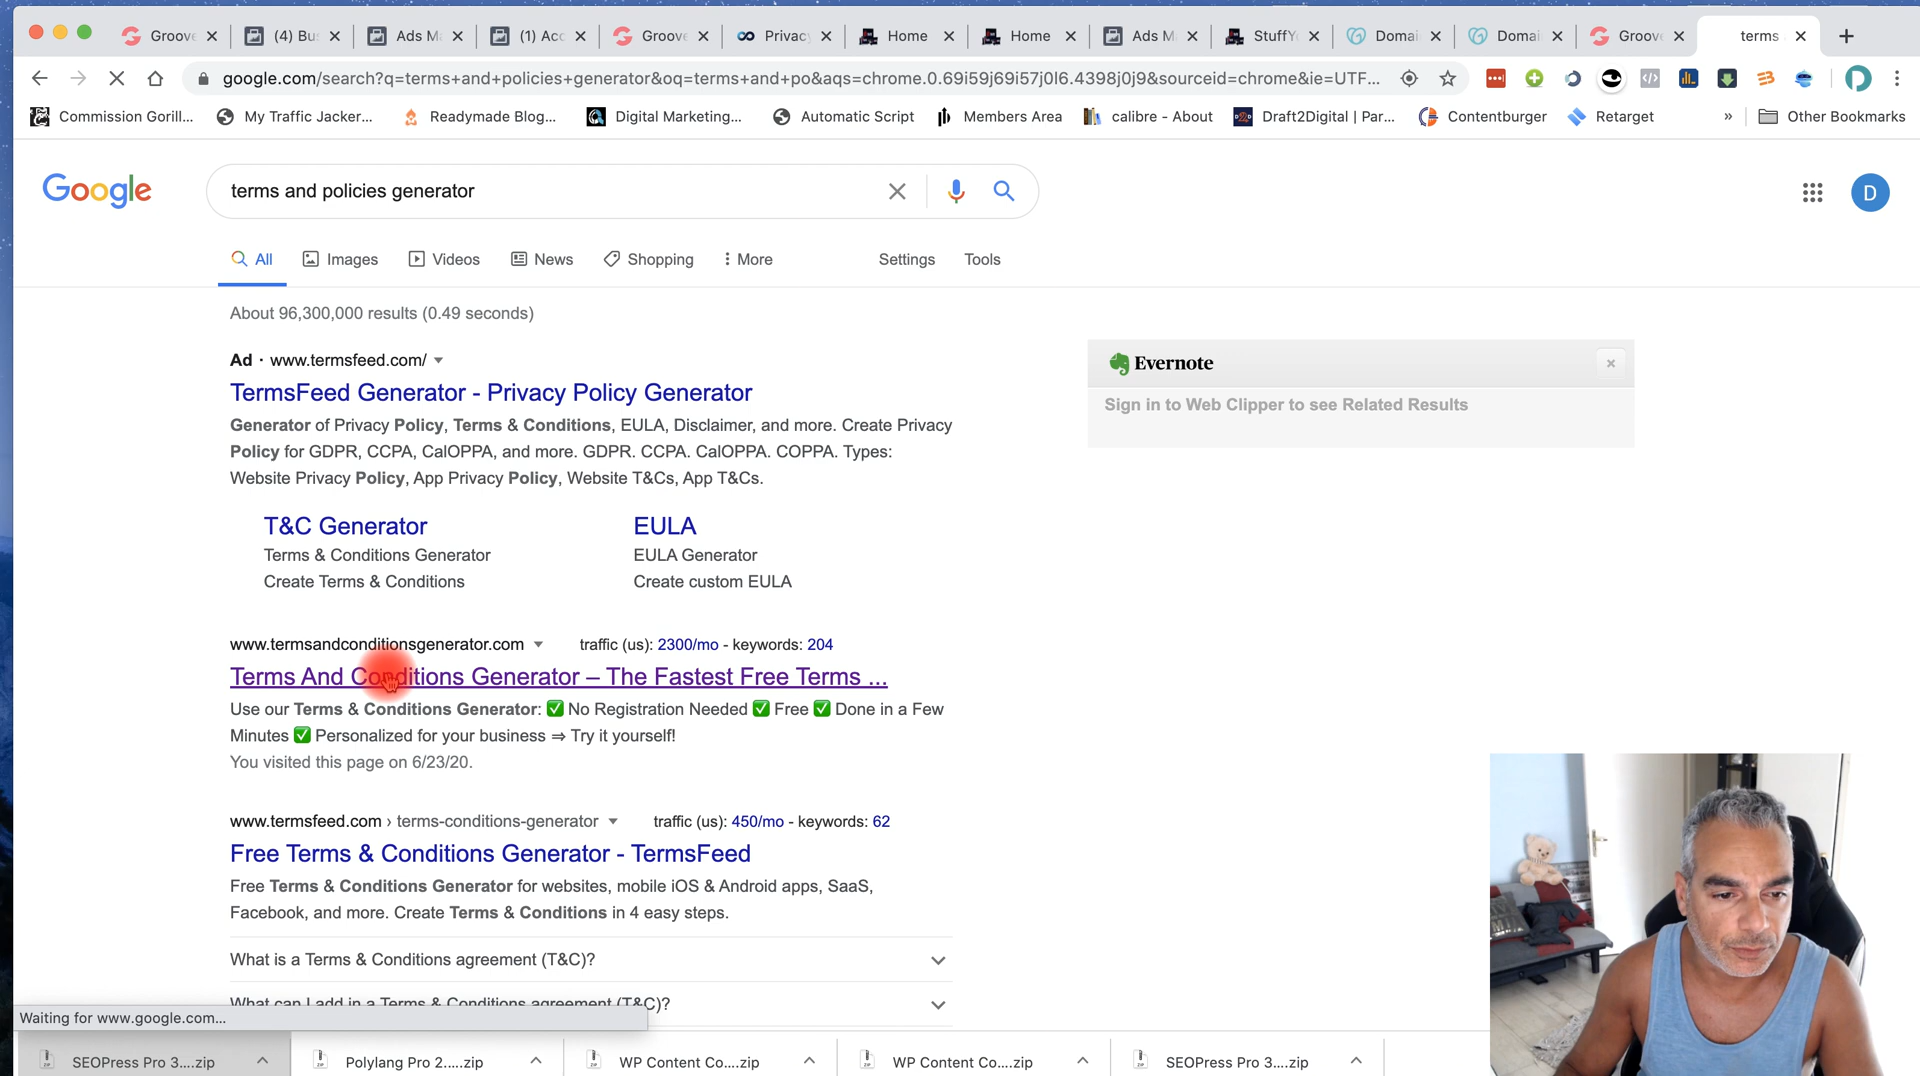 Groove
(4) Bu
Ads M
(1) Acc
Groove
Privac
Home
Home
Ads M
StuffY
Domai
Domai
Groove
terms
google.com/search?q=terms+and+policies+generator&oq=terms+and+po&aqs=chrome.0.69i59j69i57j0l6.4398j0j9&sourceid=chrome&ie=UTF...
Commission Gorill...
My Traffic Jacker...
Readymade Blog...
Digital Marketing...
Automatic Script
Members Area
calibre - About
Draft2Digital | Par...
Contentburger
Retarget
»
Other Bookmarks
Google
terms and policies generator
D
All
Images
Videos
News
Shopping
More
Settings
Tools
About 96,300,000 results (0.49 seconds)
Ad · www.termsfeed.com/
TermsFeed Generator - Privacy Policy Generator
Generator of Privacy Policy, Terms & Conditions, EULA, Disclaimer, and more. Create Privacy
Policy for GDPR, CCPA, CalOPPA, and more. GDPR. CCPA. CalOPPA. COPPA. Types:
Website Privacy Policy, App Privacy Policy, Website T&Cs, App T&Cs.
T&C Generator
Terms & Conditions Generator
Create Terms & Conditions
EULA
EULA Generator
Create custom EULA
Evernote
Sign in to Web Clipper to see Related Results
www.termsandconditionsgenerator.com
traffic (us): 2300/mo - keywords: 204
Terms And Conditions Generator – The Fastest Free Terms ...
Use our Terms & Conditions Generator: ✅ No Registration Needed ✅ Free ✅ Done in a Few
Minutes ✅ Personalized for your business ⇒ Try it yourself!
You visited this page on 6/23/20.
www.termsfeed.com › terms-conditions-generator
traffic (us): 450/mo - keywords: 62
Free Terms & Conditions Generator - TermsFeed
Free Terms & Conditions Generator for websites, mobile iOS & Android apps, SaaS,
Facebook, and more. Create Terms & Conditions in 4 easy steps.
What is a Terms & Conditions agreement (T&C)?
What can I add in a Terms & Conditions agreement (T&C)?
Waiting for www.google.com...
SEOPress Pro 3....zip
Polylang Pro 2.....zip
WP Content Co....zip
WP Content Co....zip
SEOPress Pro 3....zip